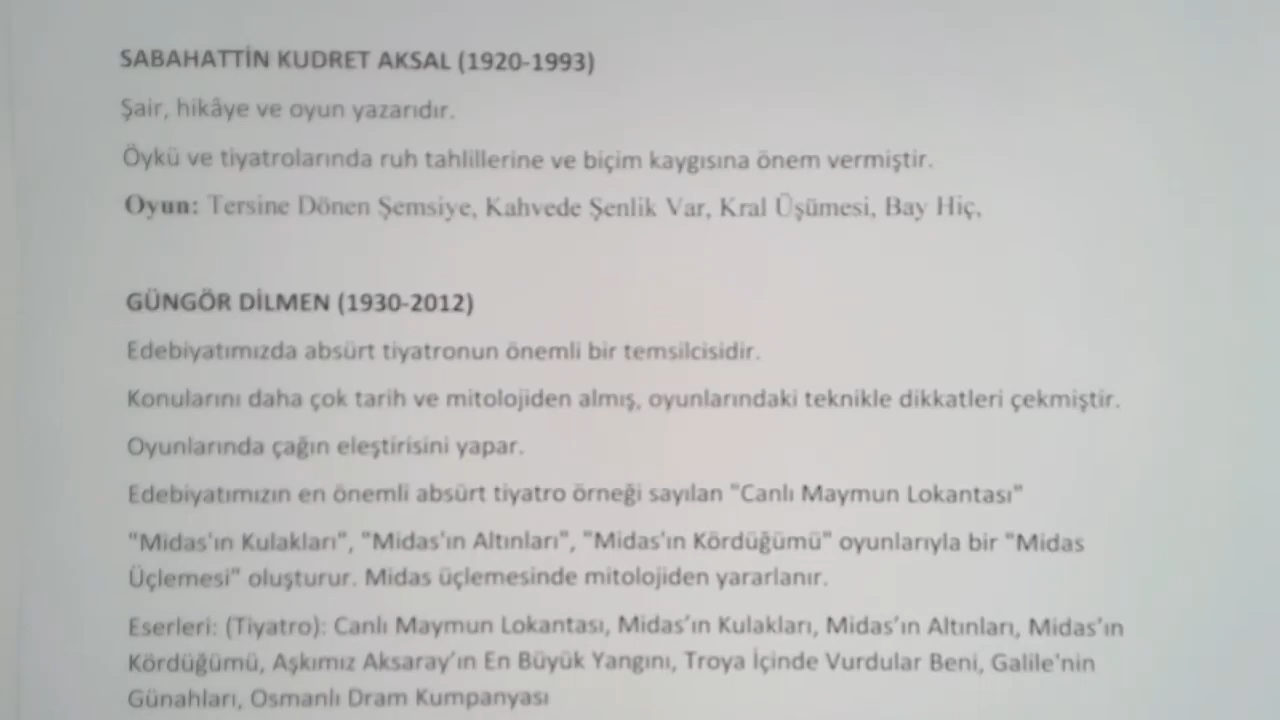 SABAHATTİN KUDRET AKSAL (1920-1993)
Şair, hikâye ve oyun yazarıdır.
Öykü ve tiyatrolarında ruh tahlillerine ve biçim kaygısına önem vermiştir.
Oyun: Tersine Dönen Şemsiye, Kahvede Şenlik Var, Kral Üşümesi, Bay Hiç,
GÜNGÖR DİLMEN (1930-2012)
Edebiyatımızda absürt tiyatronun önemli bir temsilcisidir.
Konularını daha çok tarih ve mitolojiden almış, oyunlarındaki teknikle dikkatleri çekmiştir.
Oyunlarında çağın eleştirisini yapar.
Edebiyatımızın en önemli absürt tiyatro örneği sayılan "Canlı Maymun Lokantası"
"Midas'ın Kulakları", "Midas'ın Altınları", "Midas'ın Kördüğümü" oyunlarıyla bir "Midas
Üçlemesi" oluşturur. Midas üçlemesinde mitolojiden yararlanır.
Eserleri: (Tiyatro): Canlı Maymun Lokantası, Midas’ın Kulakları, Midas’ın Altınları, Midas’ın
Kördüğümü, Aşkımız Aksaray’ın En Büyük Yangını, Troya İçinde Vurdular Beni, Galile'nin
Günahları, Osmanlı Dram Kumpanyası